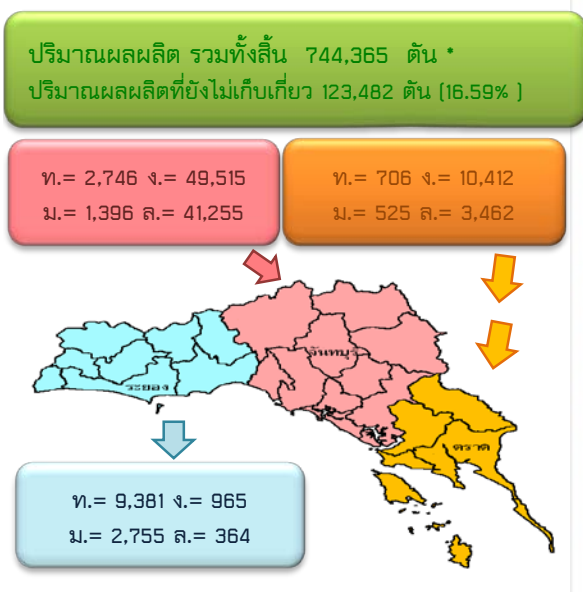 ปริมาณผลผลิต รวมทั้งสิ้น 744,365 ตัน *
ปริมาณผลผลิตที่ยังไม่เก็บเกี่ยว 123,482 ตัน (16.59% )
ท.= 2,746 ง.= 49,515
ม.= 1,396 ล.= 41,255
ท.= 706 ง.= 10,412
ม.= 525 ล.= 3,462
จันทบุรี
ระยอง
ตราด
ท.= 9,381 ง.= 965
ม.= 2,755 ล.= 364